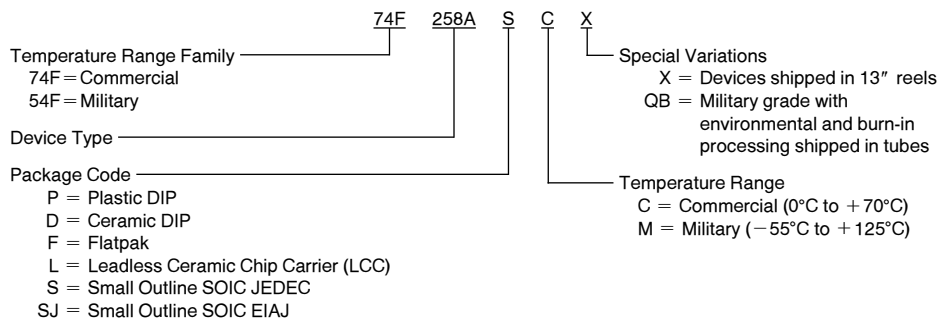 74F 258A S C X
Temperature Range Family
74F = Commercial
54F = Military
Device Type
Package Code
P = Plastic DIP
D = Ceramic DIP
F = Flatpak
L = Leadless Ceramic Chip Carrier (LCC)
S = Small Outline SOIC JEDEC
SJ = Small Outline SOIC EIAJ
Special Variations
X = Devices shipped in 13″ reels
QB = Military grade with
environmental and burn-in
processing shipped in tubes
Temperature Range
C = Commercial (0°C to +70°C)
M = Military (−55°C to +125°C)